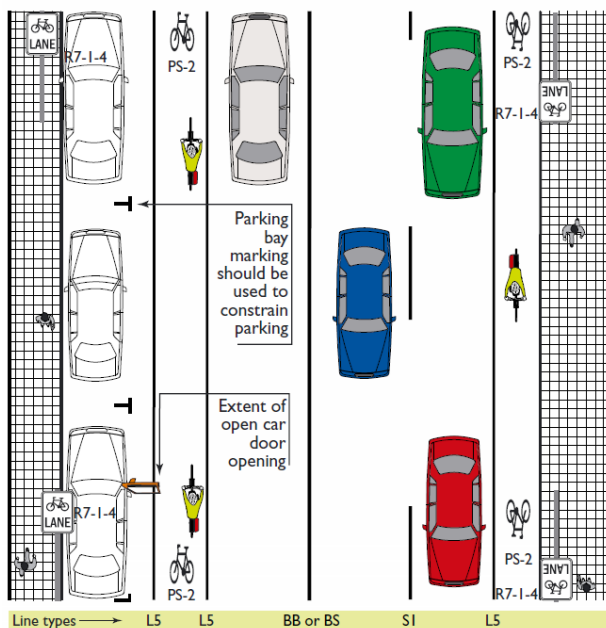 LANE
R7-1-4
PS-2
PS-2
R7-1-4
LANE
Parking
bay
marking
should be
used to
constrain
parking
Extent of
open car
door
opening
LANE
R7-1-4
PS-2
PS-2
R7-1-4
LANE
Line types L5 L5 BB or BS S1 L5